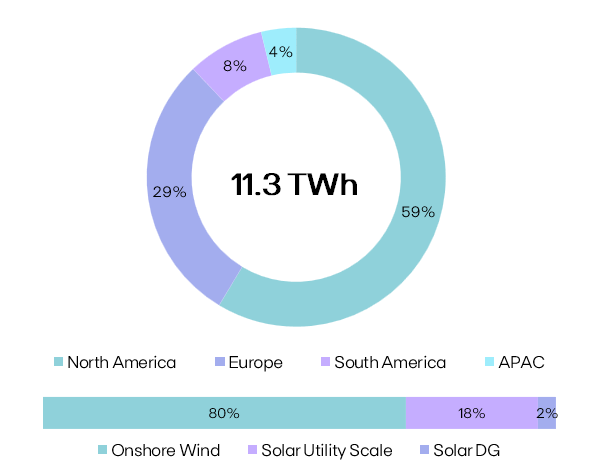 4%
8%
29%
11.3 TWh
59%
North America Europe South America APAC
80% 18% 2%
Onshore Wind Solar Utility Scale Solar DG